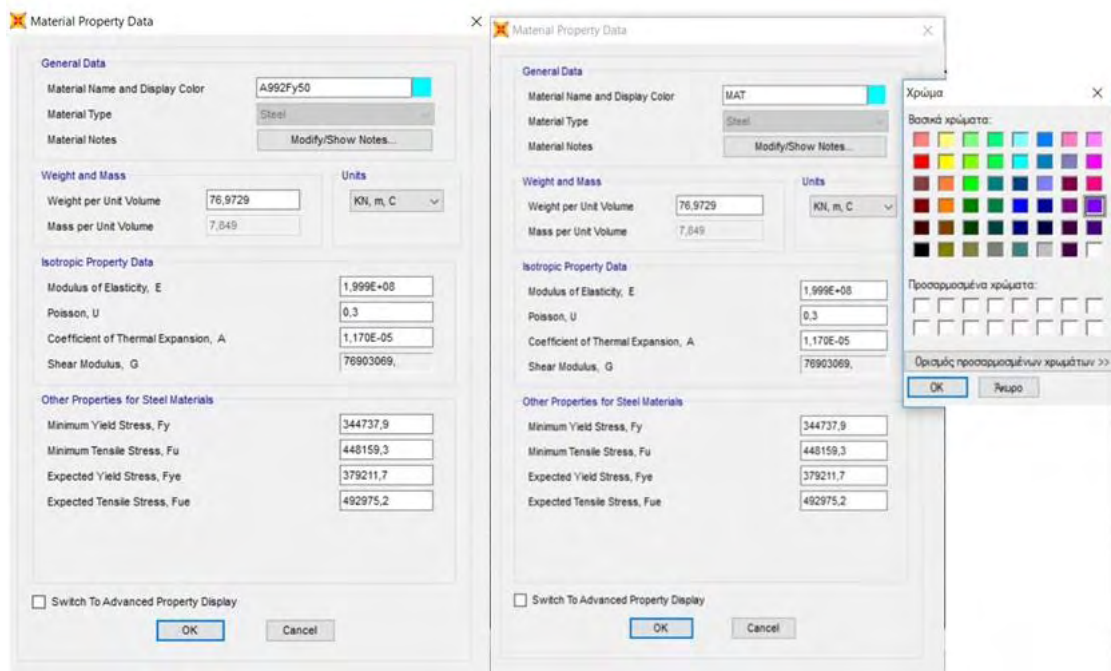 Material Property Data
General Data
Material Name and Display Color A992Fy50
Material Type Steel
Material Notes Modify/Show Notes...
Weight and Mass Units
Weight per Unit Volume 76,9729 KN, m, C
Mass per Unit Volume 7,849
Isotropic Property Data
Modulus of Elasticity, E 1,999E+08
Poisson, U 0,3
Coefficient of Thermal Expansion, A 1,170E-05
Shear Modulus, G 76903069,
Other Properties for Steel Materials
Minimum Yield Stress, Fy 344737,9
Minimum Tensile Stress, Fu 448159,3
Expected Yield Stress, Fye 379211,7
Expected Tensile Stress, Fue 492975,2
Switch To Advanced Property Display
OK Cancel
Material Property Data
General Data
Material Name and Display Color MAT
Material Type Steel
Material Notes Modify/Show Notes...
Weight and Mass Units
Weight per Unit Volume 76,9729 KN, m, C
Mass per Unit Volume 7,849
Isotropic Property Data
Modulus of Elasticity, E 1,999E+08
Poisson, U 0,3
Coefficient of Thermal Expansion, A 1,170E-05
Shear Modulus, G 76903069,
Other Properties for Steel Materials
Minimum Yield Stress, Fy 344737,9
Minimum Tensile Stress, Fu 448159,3
Expected Yield Stress, Fye 379211,7
Expected Tensile Stress, Fue 492975,2
Switch To Advanced Property Display
OK Cancel
Χρώμα
Βασικά χρώματα:
Προσαρμοσμένα χρώματα:
Ορισμός προσαρμοσμένων χρωμάτων >>
OK Άκυρο